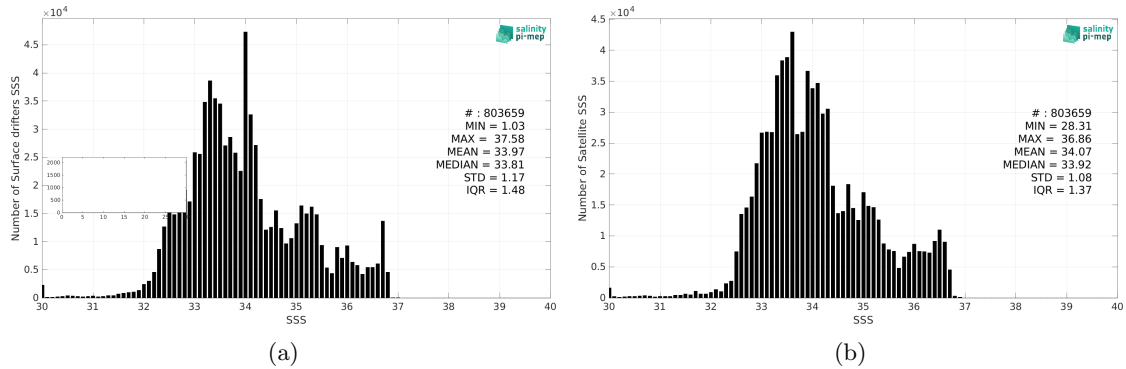 ×10⁴
4.5
4
3.5
3
2.5
2
1.5
1
0.5
0
Number of Surface drifters SSS
2000
1500
1000
500
0
0 5 10 15 20 25
salinity
pi-mep
# : 803659
MIN = 1.03
MAX = 37.58
MEAN = 33.97
MEDIAN = 33.81
STD = 1.17
IQR = 1.48
30 31 32 33 34 35 36 37 38 39 40
SSS
(a)
×10⁴
4.5
4
3.5
3
2.5
2
1.5
1
0.5
0
Number of Satellite SSS
salinity
pi-mep
# : 803659
MIN = 28.31
MAX = 36.86
MEAN = 34.07
MEDIAN = 33.92
STD = 1.08
IQR = 1.37
30 31 32 33 34 35 36 37 38 39 40
SSS
(b)